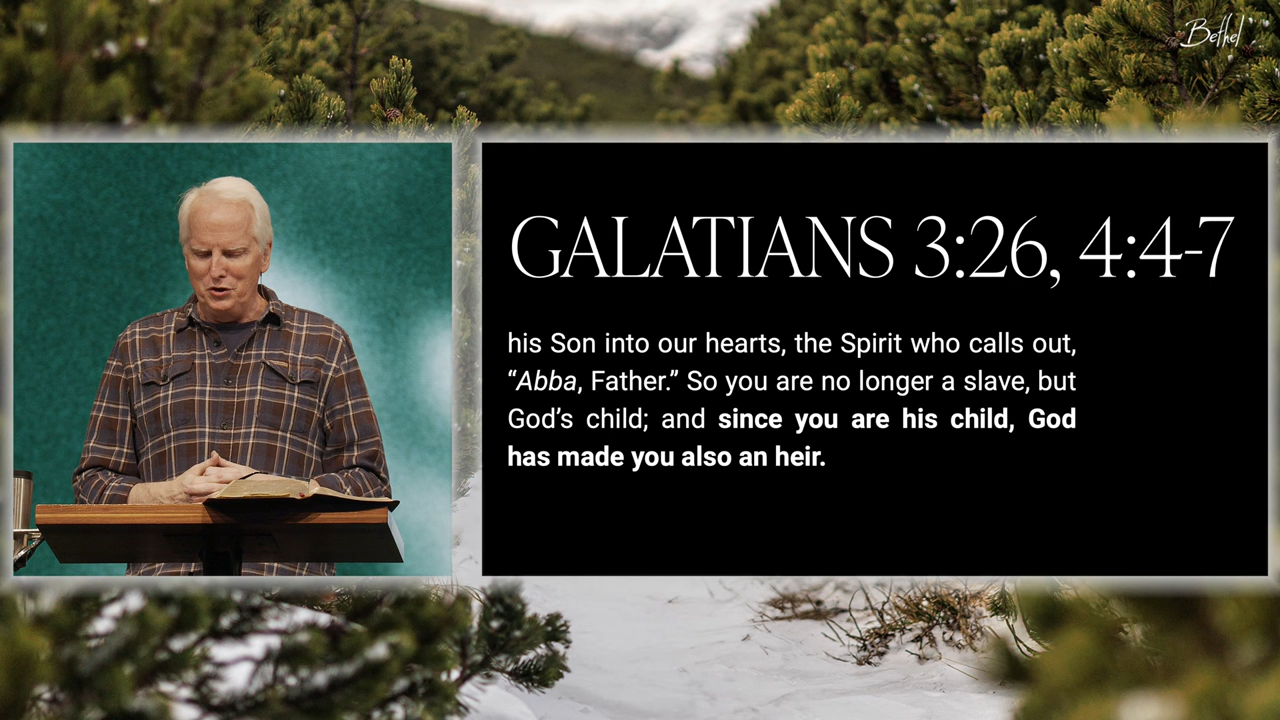 Bethel
GALATIANS 3:26, 4:4-7
his Son into our hearts, the Spirit who calls out,
“Abba, Father.” So you are no longer a slave, but
God’s child; and since you are his child, God
has made you also an heir.